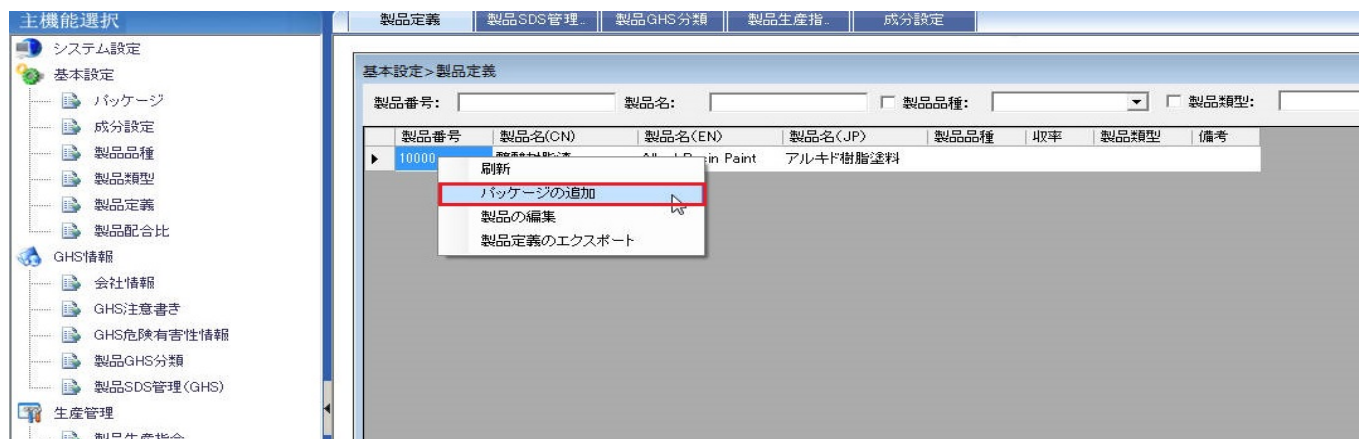 主機能選択
システム設定
基本設定
パッケージ
成分設定
製品品種
製品類型
製品定義
製品配合比
GHS情報
会社情報
GHS注意書き
GHS危険有害性情報
製品GHS分類
製品SDS管理(GHS)
生産管理
製品定義 製品SDS管理.. 製品GHS分類 製品生産指.. 成分設定
基本設定>製品定義
製品番号: 製品名: 製品品種: 製品類型:
製品番号 製品名(CN) 製品名(EN) 製品名(JP) 製品品種 収率 製品類型 備考
10000 Paint アルキド樹脂塗料
刷新
パッケージの追加
製品の編集
製品定義のエクスポート